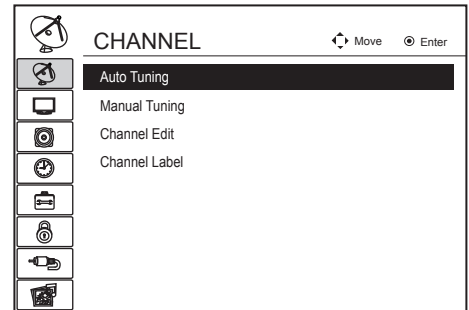 CHANNEL
Move Enter
Auto Tuning
Manual Tuning
Channel Edit
Channel Label